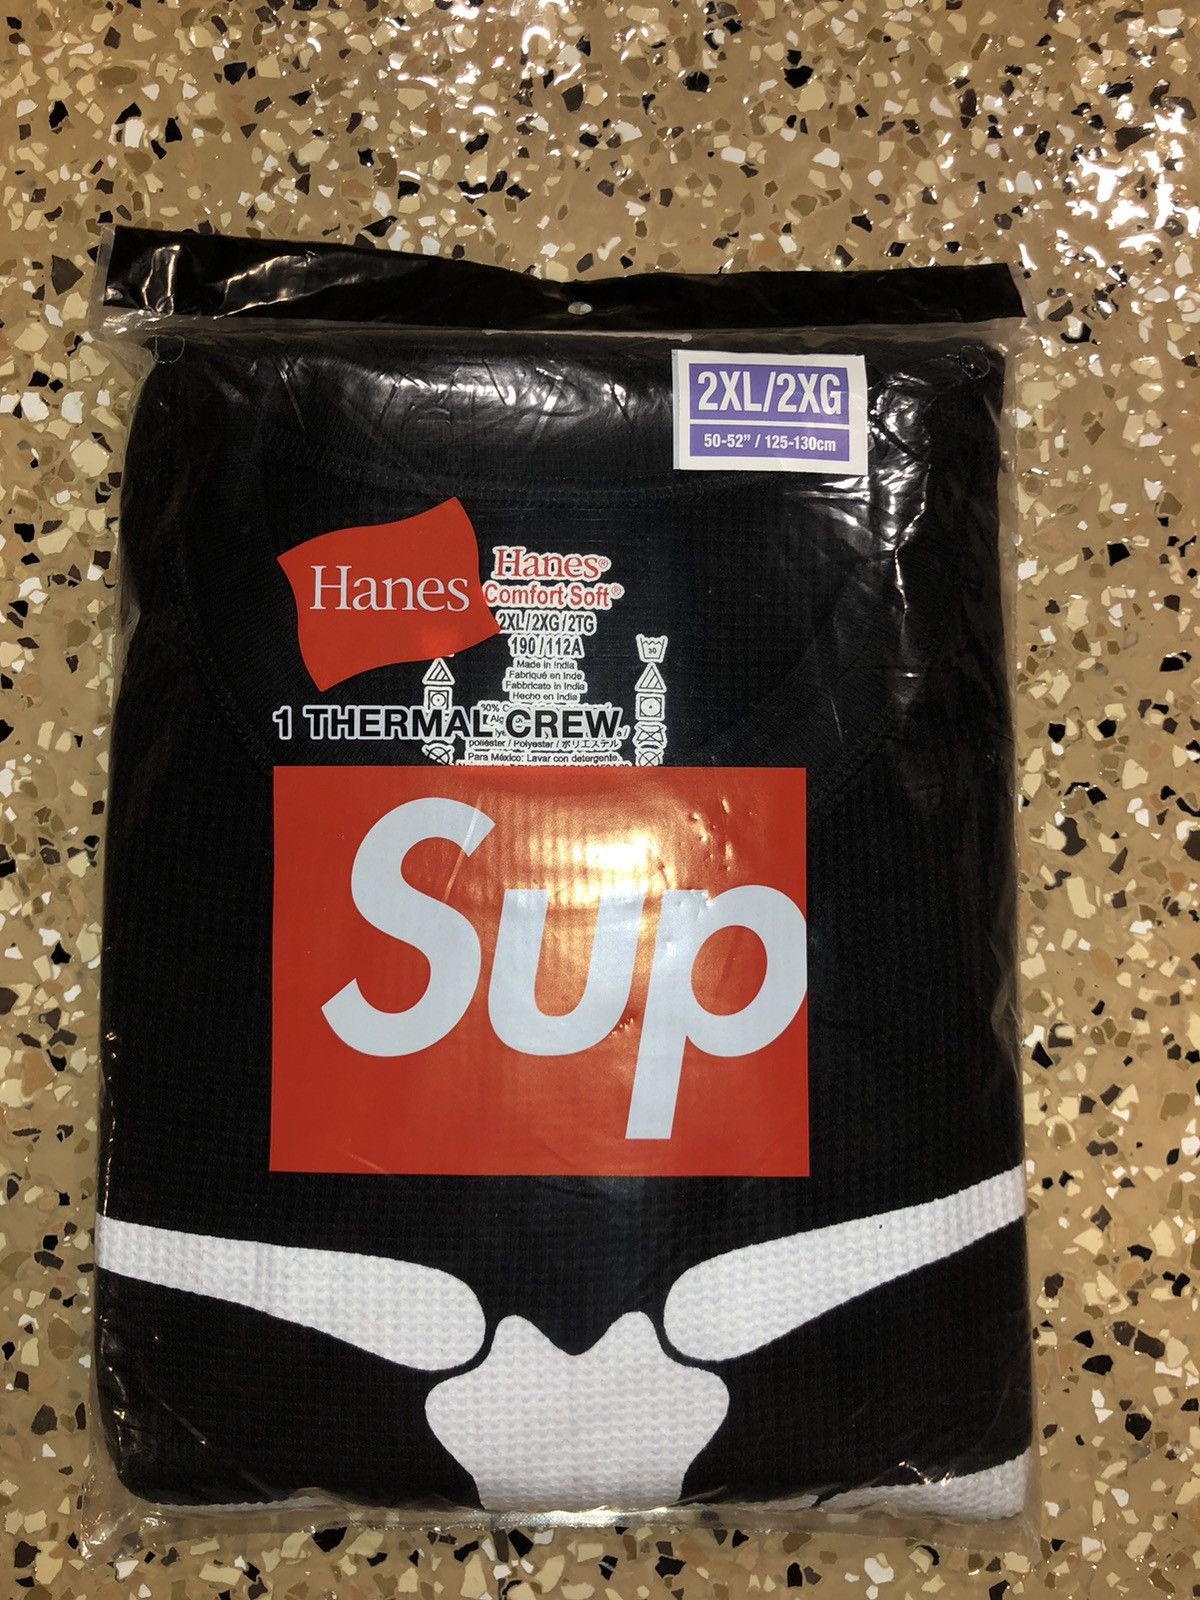 2XL/2XG
50-52" / 125-130cm
Hanes
Hanes®
Comfort Soft®
2XL/2XG/2TG
190/112A
Made in India
Fabriqué en Inde
Fabbricato in India
Hecho en India
30
1 THERMAL CREW
poliéster / Polyester / ポリエステル
Para México: Lavar con detergente.
Sup